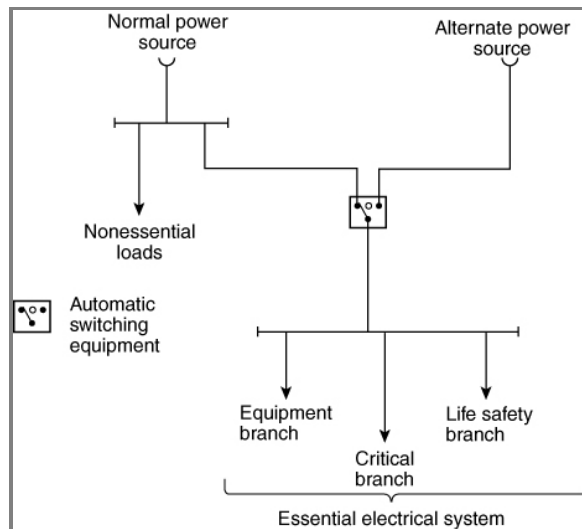 Normal power
source
Alternate power
source
Nonessential
loads
Automatic
switching
equipment
Equipment
branch
Critical
branch
Life safety
branch
Essential electrical system